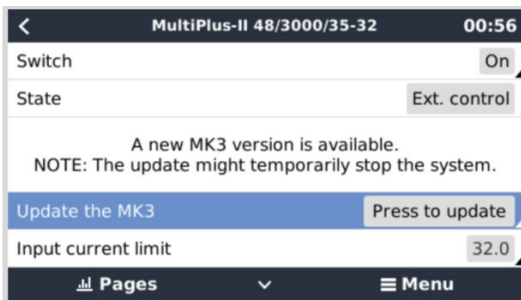 MultiPlus-II 48/3000/35-32 00:56
Switch On
State Ext. control
A new MK3 version is available.
NOTE: The update might temporarily stop the system.
Update the MK3 Press to update
Input current limit 32.0
Pages Menu